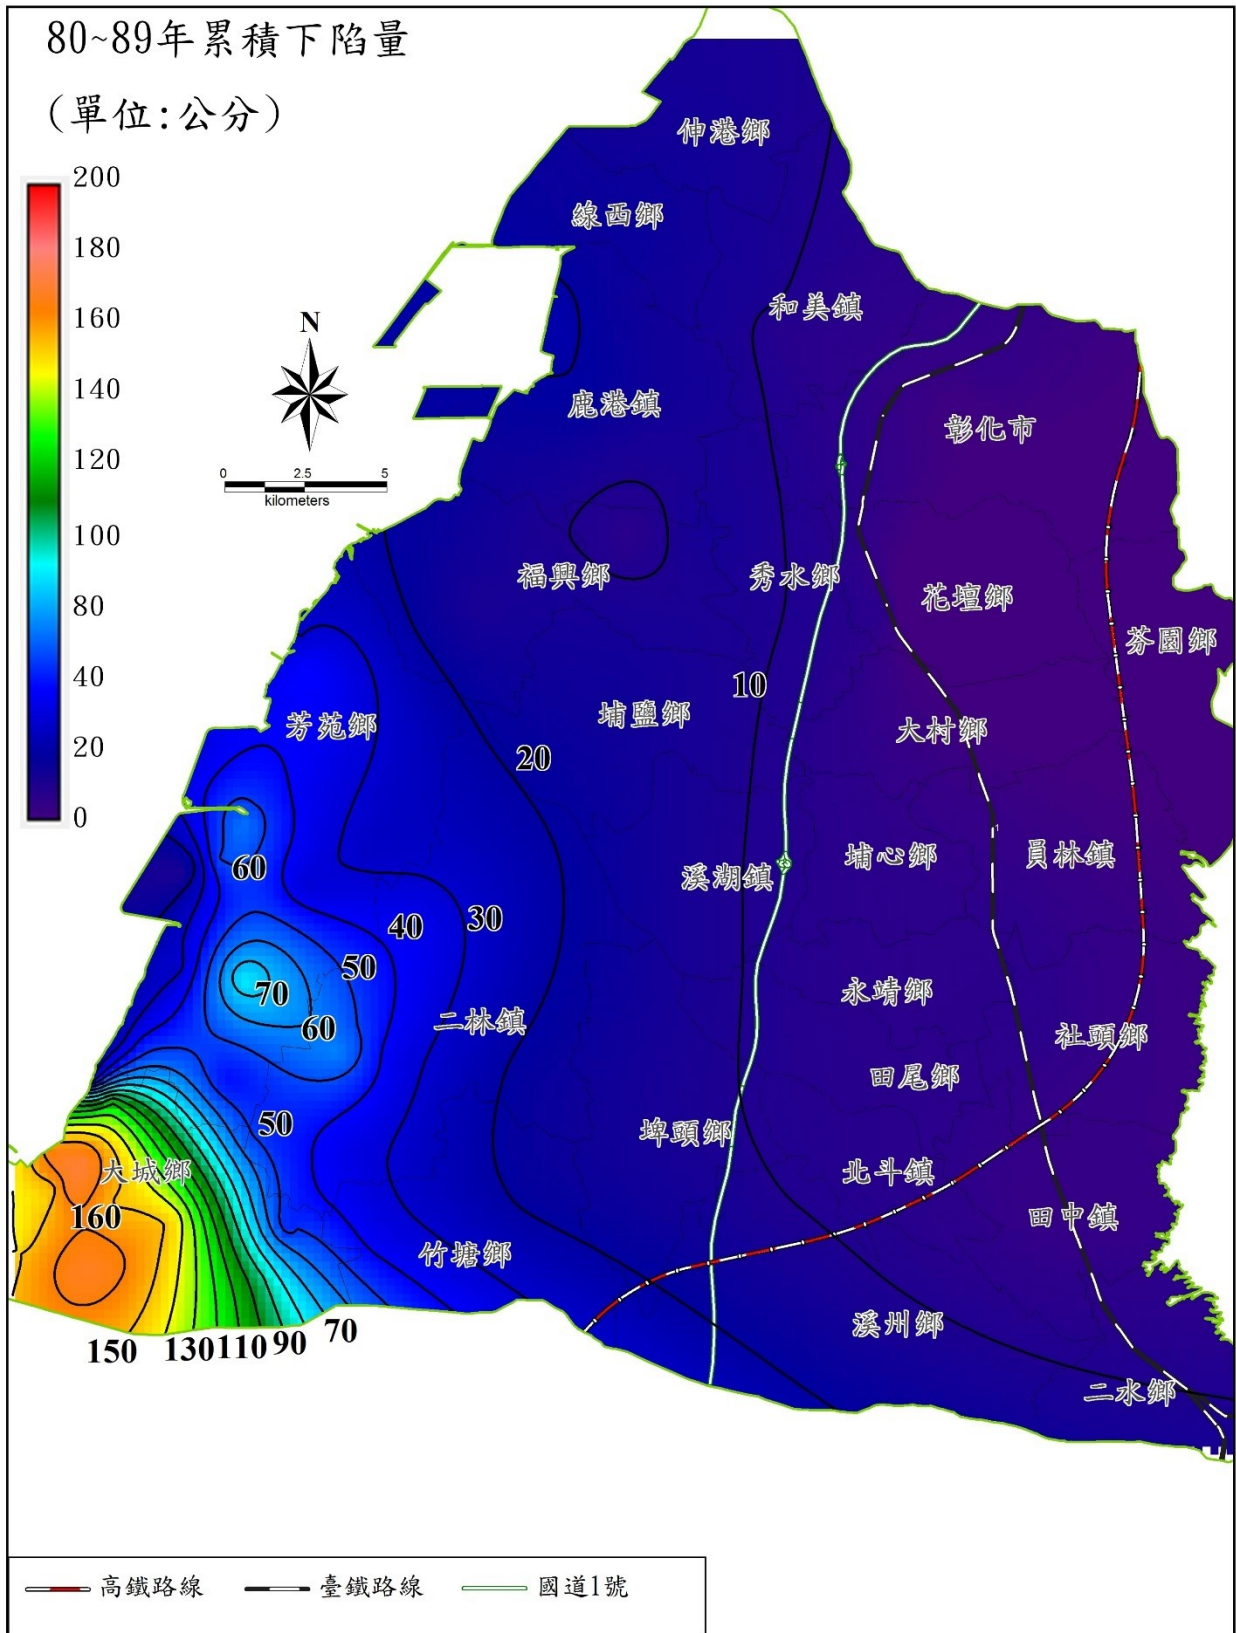 80~89年累積下陷量
(單位:公分)
200
180
160
140
120
100
80
60
40
20
0
N
0 2.5 5
kilometers
伸港鄉
線西鄉
和美鎮
鹿港鎮
彰化市
福興鄉
秀水鄉
花壇鄉
芬園鄉
10
芳苑鄉
埔鹽鄉
大村鄉
20
60
溪湖鎮
埔心鄉
員林鎮
40
30
50
70
60
二林鎮
永靖鄉
社頭鄉
田尾鄉
50
埤頭鄉
大城鄉
北斗鎮
160
田中鎮
竹塘鄉
溪州鄉
150
130
110
90
70
二水鄉
高鐵路線 臺鐵路線 國道1號